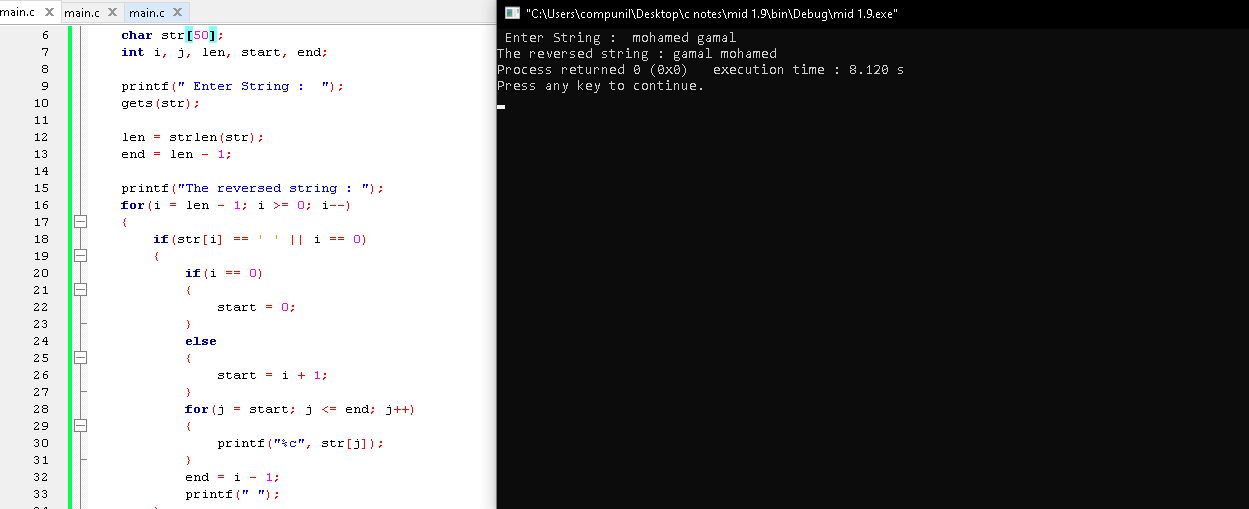 main.c X main.c X main.c X
6 char str[50];
7 int i, j, len, start, end;
8
9 printf(" Enter String :  ");
10 gets(str);
11
12 len = strlen(str);
13 end = len - 1;
14
15 printf("The reversed string : ");
16 for(i = len - 1; i >= 0; i--)
17 {
18 if(str[i] == ' ' || i == 0)
19 {
20 if(i == 0)
21 {
22 start = 0;
23 }
24 else
25 {
26 start = i + 1;
27 }
28 for(j = start; j <= end; j++)
29 {
30 printf("%c", str[j]);
31 }
32 end = i - 1;
33 printf(" ");
"C:\Users\compunil\Desktop\c notes\mid 1.9\bin\Debug\mid 1.9.exe"
Enter String :  mohamed gamal
The reversed string : gamal mohamed
Process returned 0 (0x0)   execution time : 8.120 s
Press any key to continue.